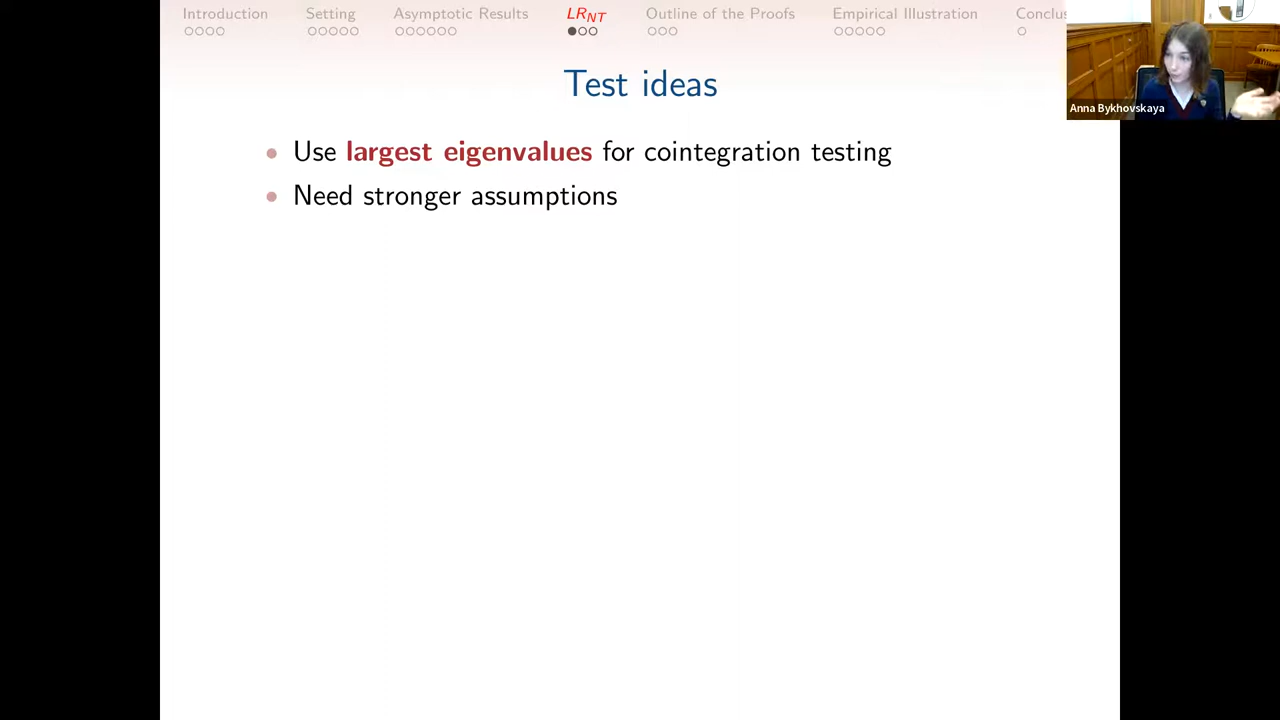 Introduction Setting Asymptotic Results LR_NT Outline of the Proofs Empirical Illustration Conclus
Anna Bykhovskaya
Test ideas
Use largest eigenvalues for cointegration testing
Need stronger assumptions